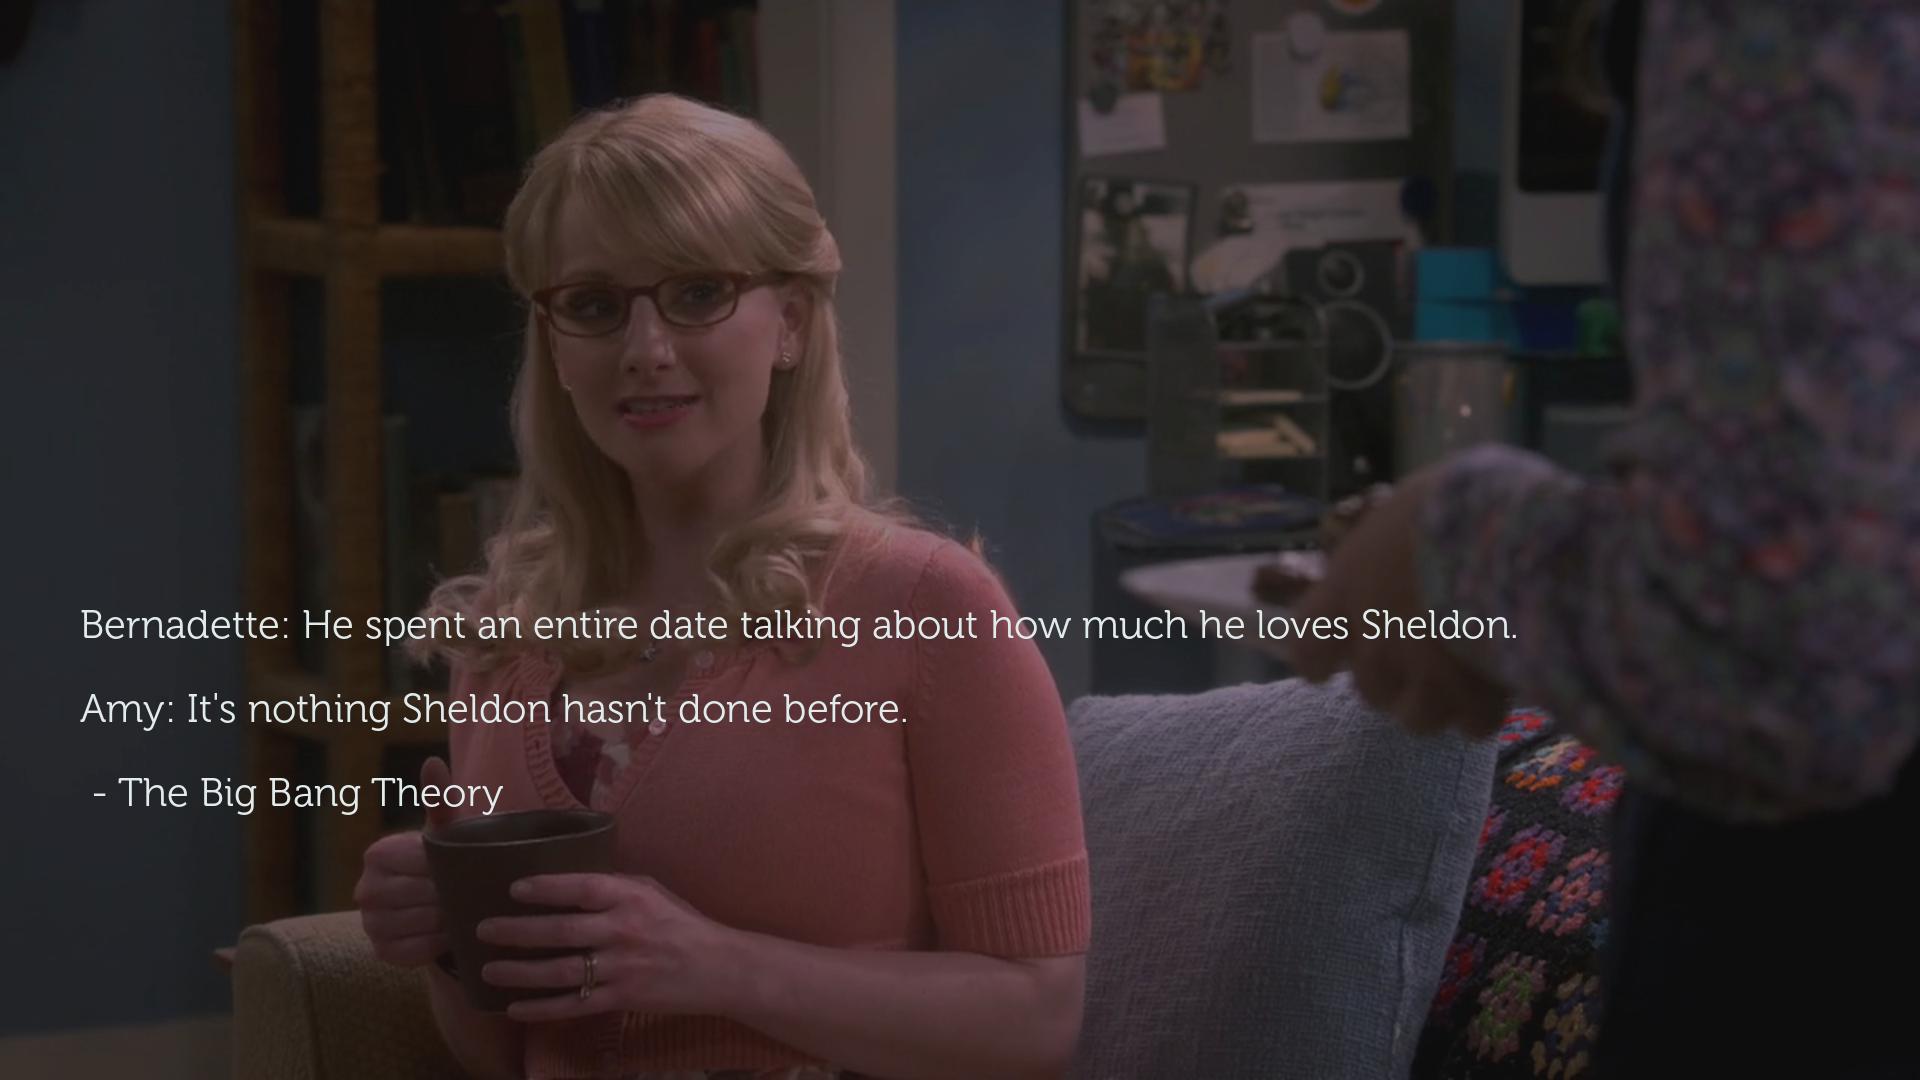 Bernadette: He spent an entire date talking about how much he loves Sheldon.
Amy: It's nothing Sheldon hasn't done before.
- The Big Bang Theory